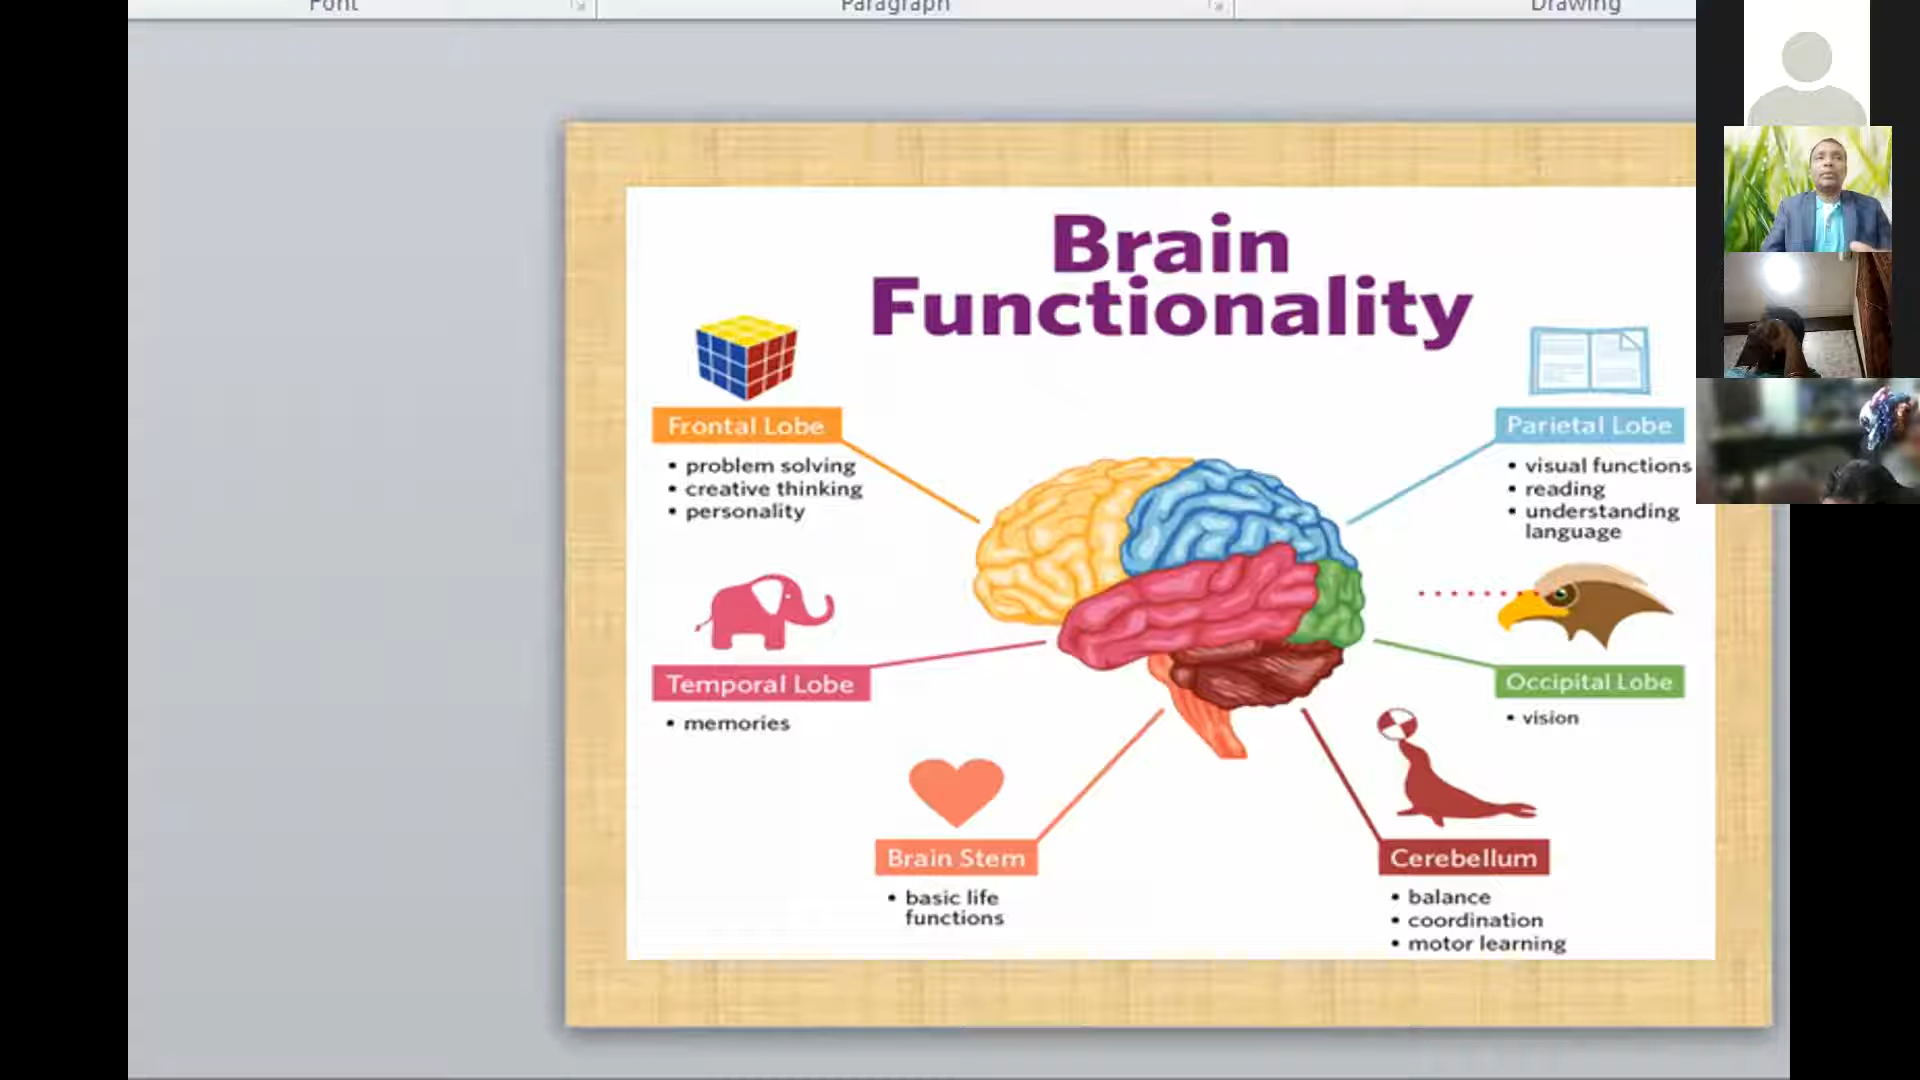 Font
Paragraph
Drawing
Brain
Functionality
Frontal Lobe
• problem solving
• creative thinking
• personality
Parietal Lobe
• visual functions
• reading
• understanding
language
Temporal Lobe
• memories
Occipital Lobe
• vision
Brain Stem
• basic life
functions
Cerebellum
• balance
• coordination
• motor learning